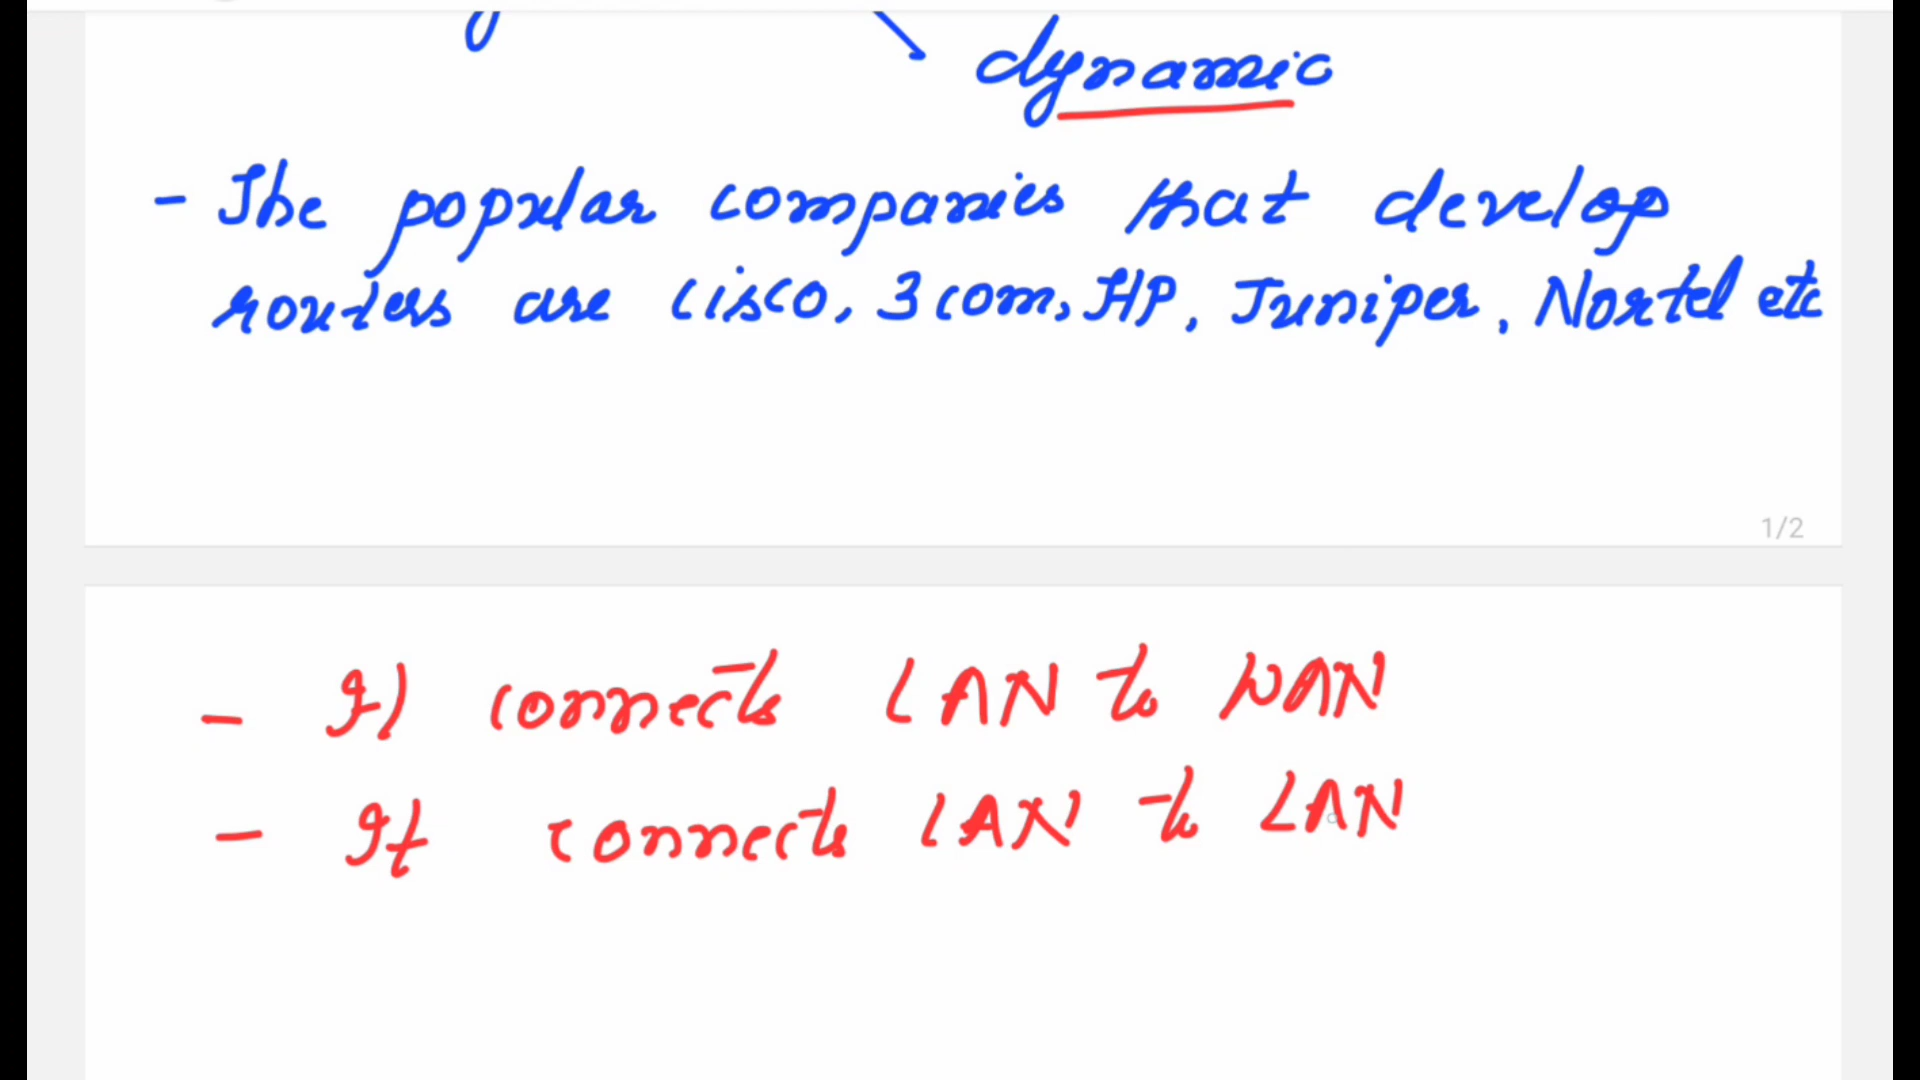 dynamic
- The popular companies that develop
routers are cisco, 3com, HP, Juniper, Nortel etc
1/2
- It connects LAN to WAN
- It connects LAN to LAN